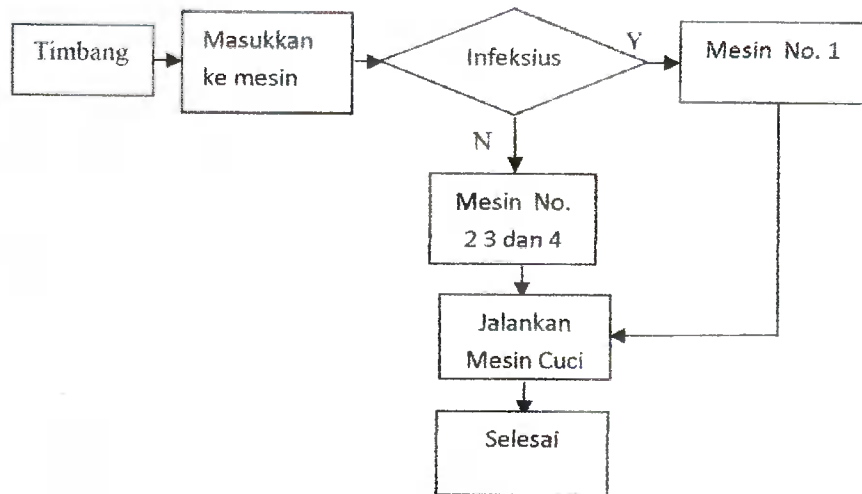 Timbang
Masukkan
ke mesin
Infeksius
Y
Mesin No. 1
N
Mesin No.
2 3 dan 4
Jalankan
Mesin Cuci
Selesai